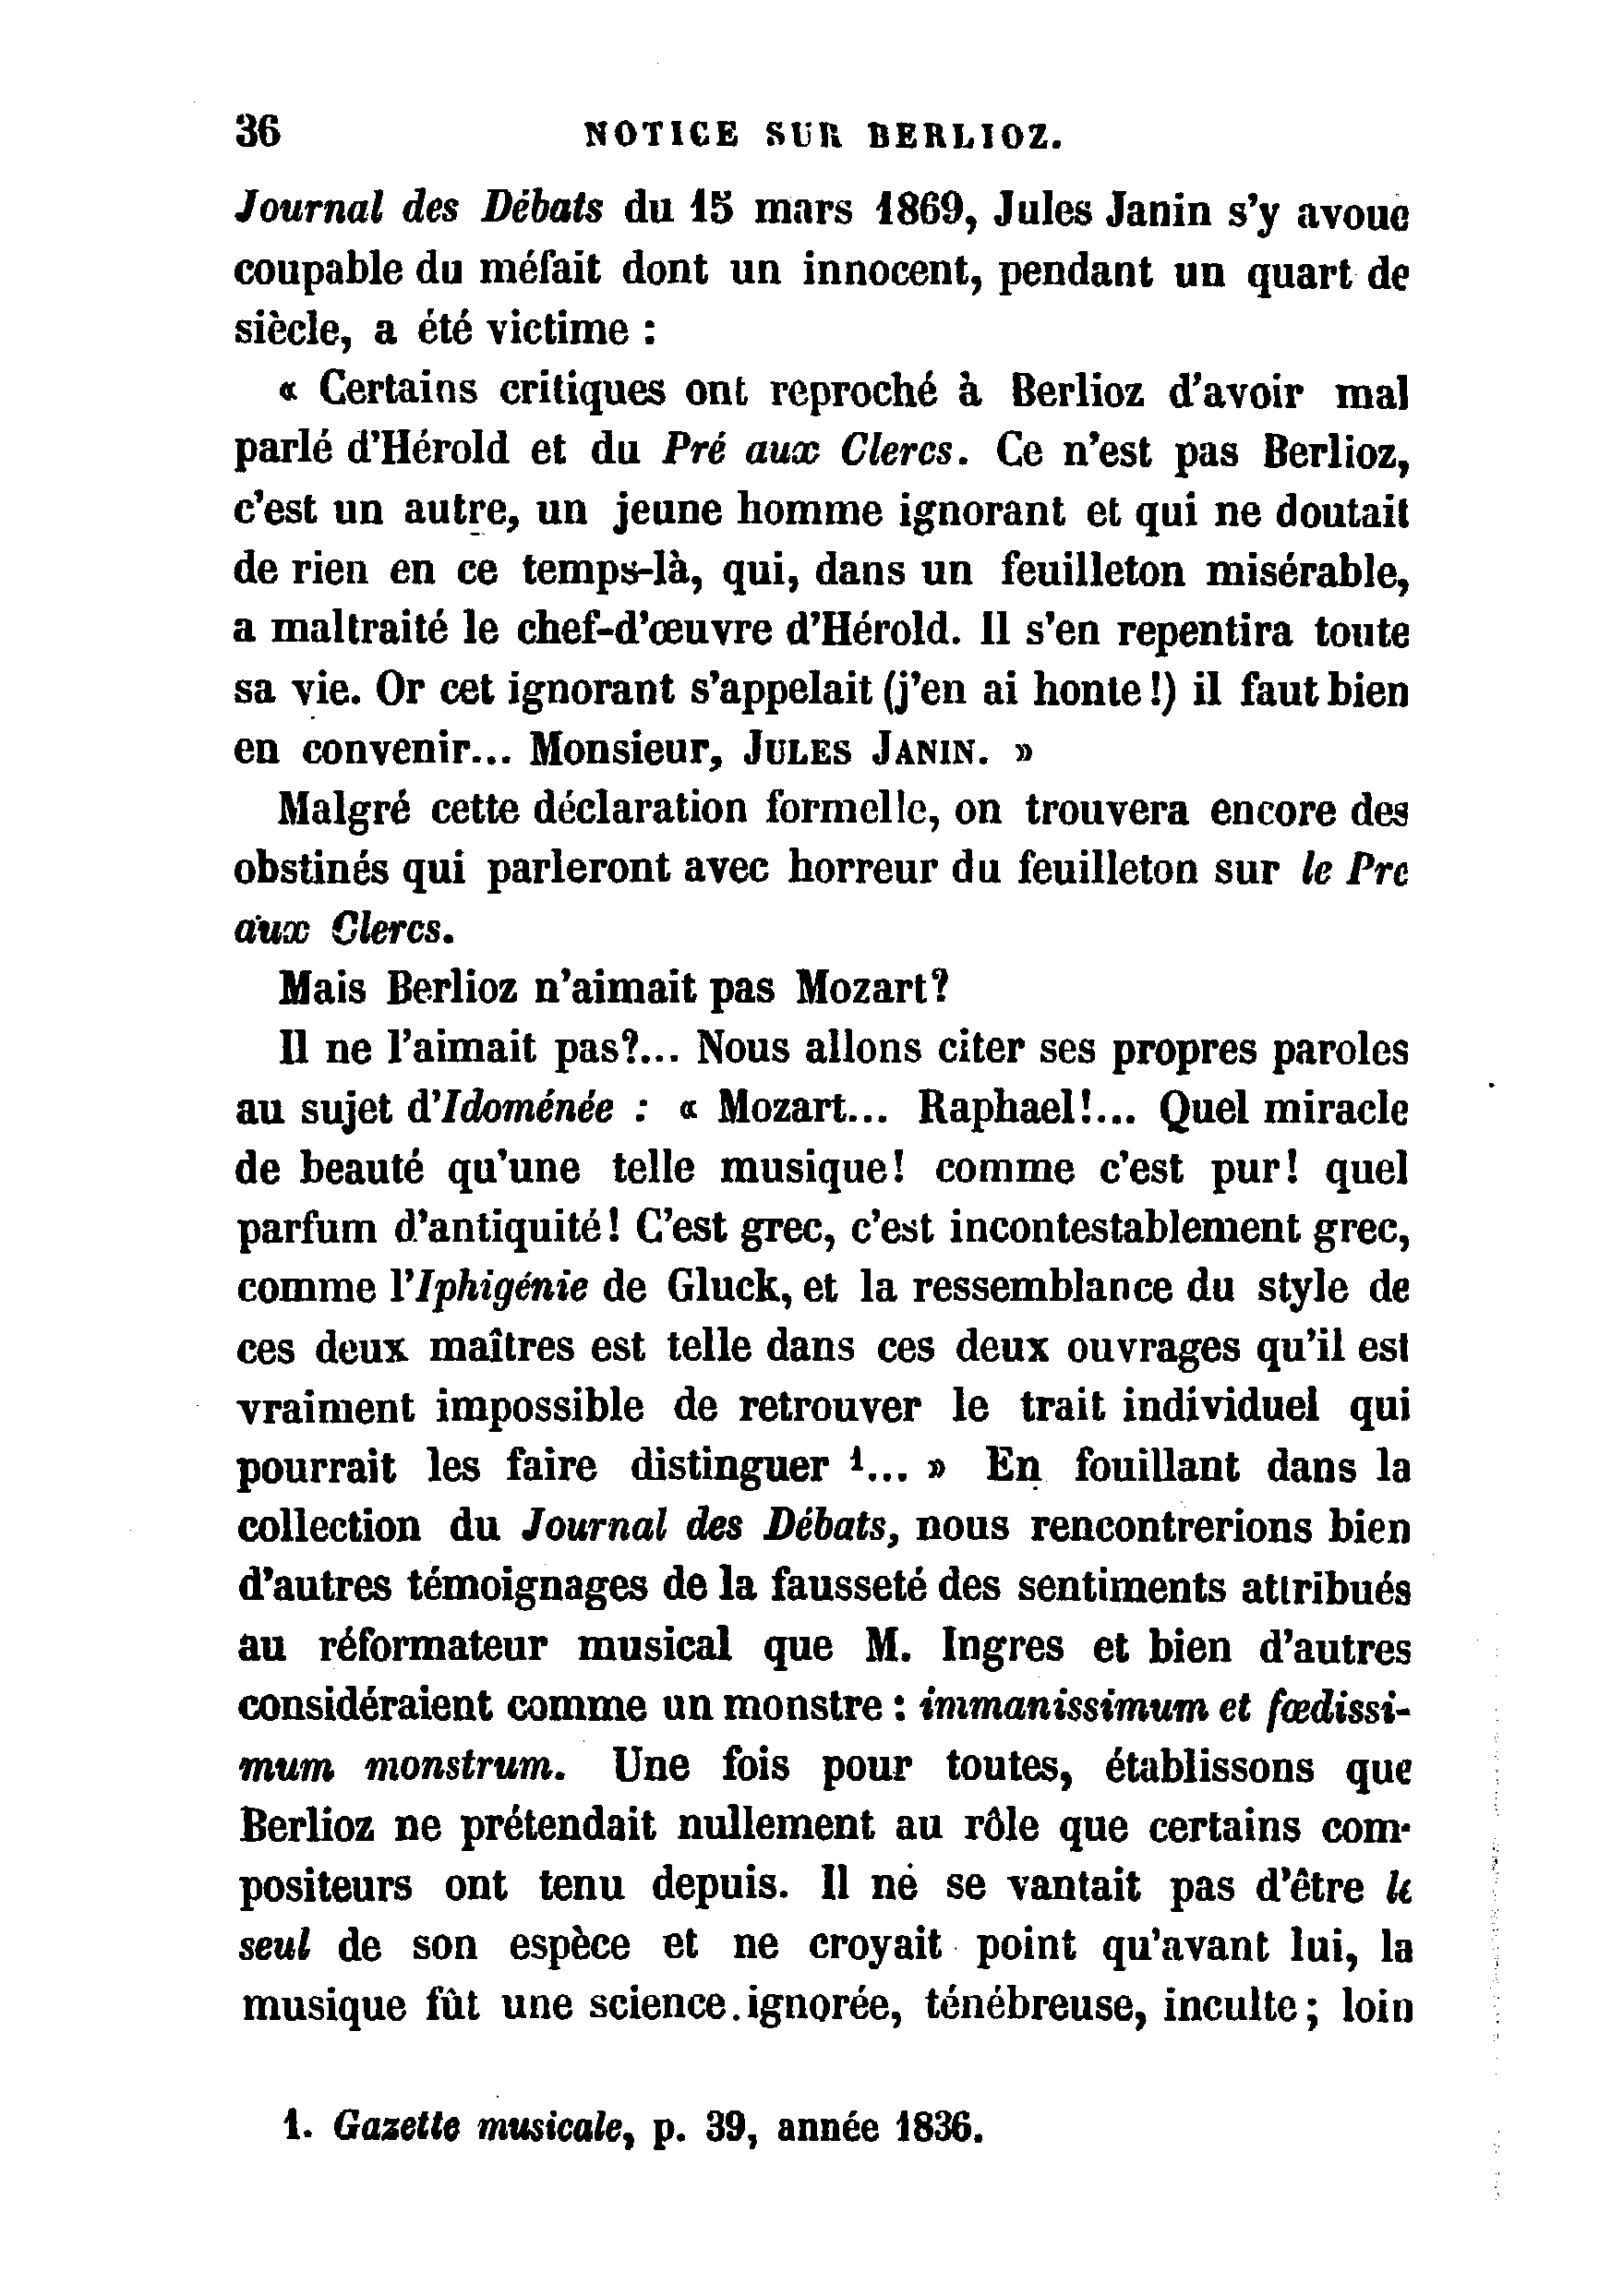 36 NOTICE SUR BERLIOZ.
Journal des Débats du 15 mars 1869, Jules Janin s'y avoue
coupable du méfait dont un innocent, pendant un quart de
siècle, a été victime :
« Certains critiques ont reproché à Berlioz d'avoir mal
parlé d'Hérold et du Pré aux Clercs. Ce n'est pas Berlioz,
c'est un autre, un jeune homme ignorant et qui ne doutait
de rien en ce temps-là, qui, dans un feuilleton misérable,
a maltraité le chef-d'œuvre d'Hérold. Il s'en repentira toute
sa vie. Or cet ignorant s'appelait (j'en ai honte!) il faut bien
en convenir... Monsieur, JULES JANIN. »
Malgré cette déclaration formelle, on trouvera encore des
obstinés qui parleront avec horreur du feuilleton sur le Pré
aux Clercs.
Mais Berlioz n'aimait pas Mozart?
Il ne l'aimait pas?... Nous allons citer ses propres paroles
au sujet d'Idoménée : « Mozart... Raphael!... Quel miracle
de beauté qu'une telle musique! comme c'est pur! quel
parfum d'antiquité! C'est grec, c'est incontestablement grec,
comme l'Iphigénie de Gluck, et la ressemblance du style de
ces deux maîtres est telle dans ces deux ouvrages qu'il est
vraiment impossible de retrouver le trait individuel qui
pourrait les faire distinguer 1... » En fouillant dans la
collection du Journal des Débats, nous rencontrerions bien
d'autres témoignages de la fausseté des sentiments attribués
au réformateur musical que M. Ingres et bien d'autres
considéraient comme un monstre : immanissimum et fœdissi-
mum monstrum. Une fois pour toutes, établissons que
Berlioz ne prétendait nullement au rôle que certains com-
positeurs ont tenu depuis. Il ne se vantait pas d'être le
seul de son espèce et ne croyait point qu'avant lui, la
musique fût une science ignorée, ténébreuse, inculte; loin
1. Gazette musicale, p. 39, année 1836.